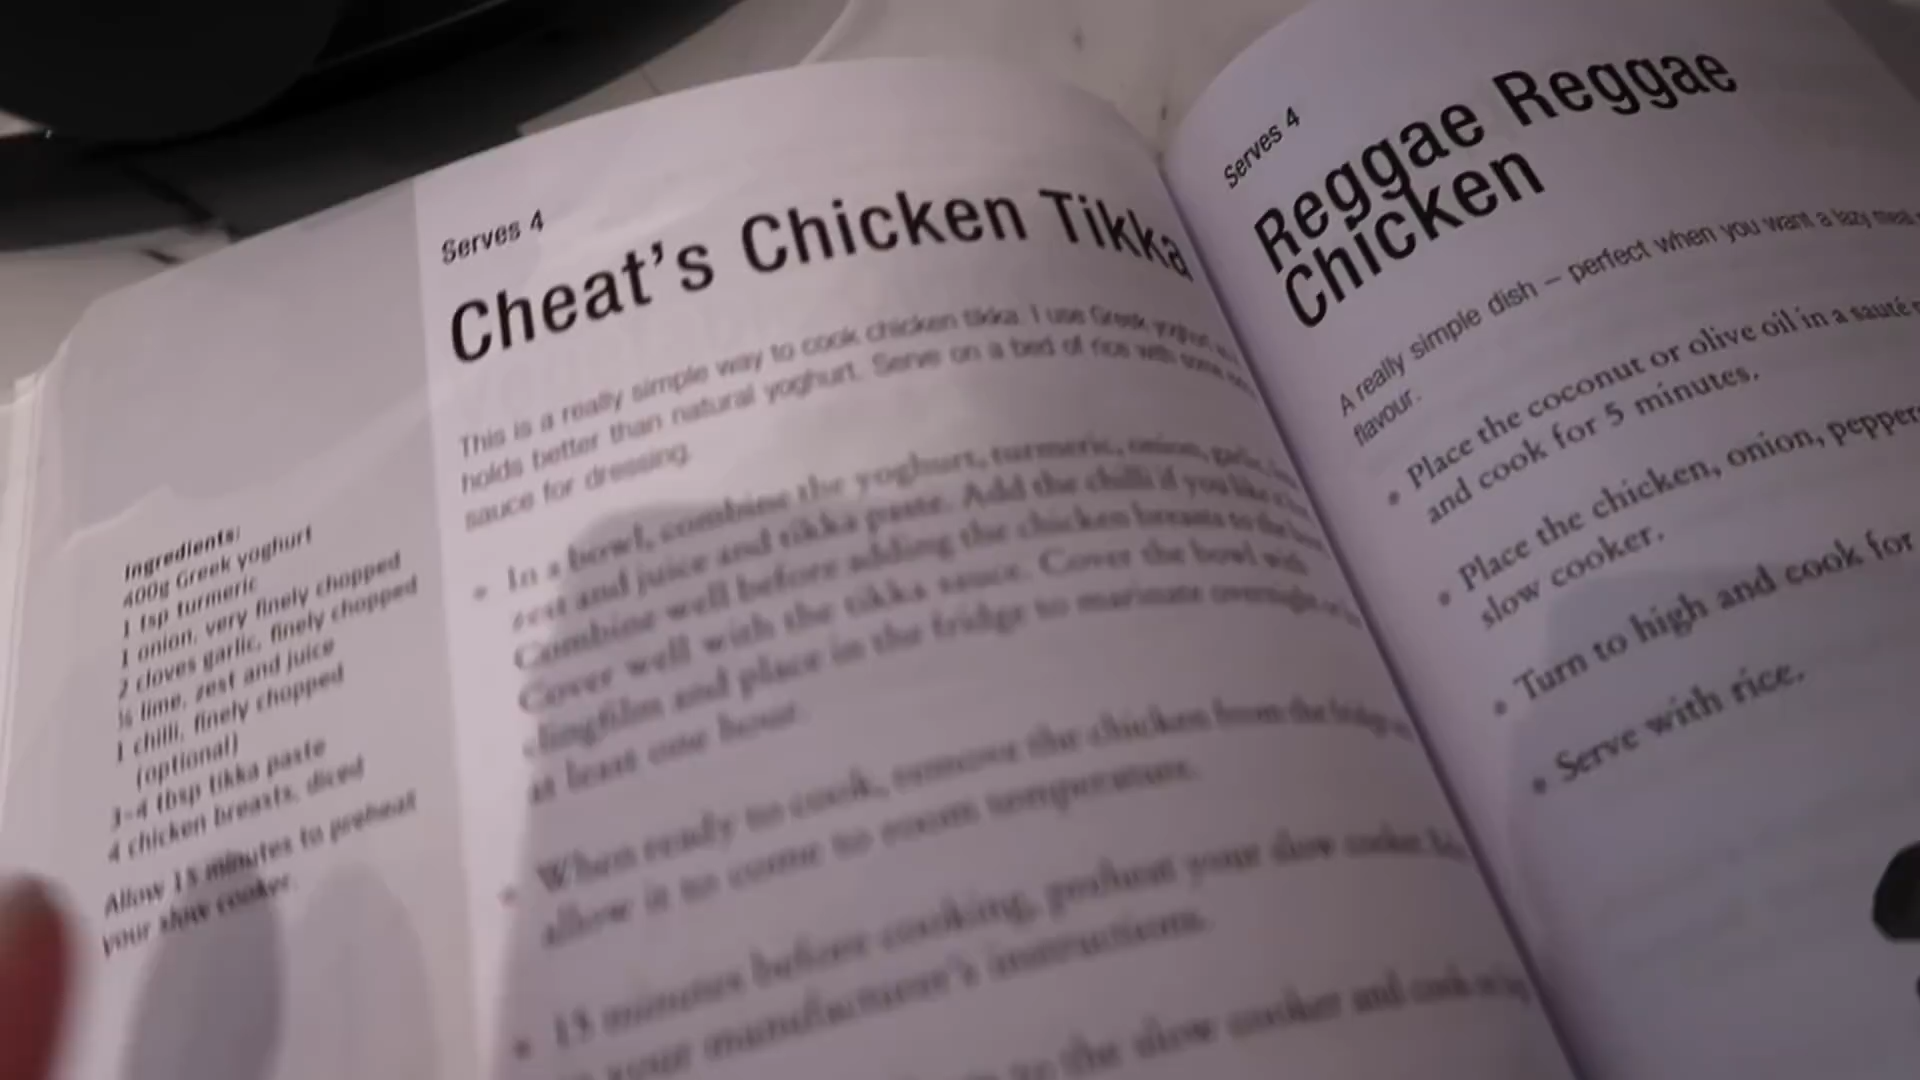 Serves 4
Cheat's Chicken Tikka
This is a really simple way to cook chicken tikka. I use Greek yoghurt
holds better than natural yoghurt. Serve on a bed of rice with some
sauce for dressing.
Ingredients:
400g Greek yoghurt
1 tsp turmeric
1 onion, very finely chopped
2 cloves garlic, finely chopped
½ lime, zest and juice
1 chilli, finely chopped
(optional)
3-4 tbsp tikka paste
4 chicken breasts, diced
Allow 15 minutes to preheat
your slow cooker.
• In a bowl, combine the yoghurt, turmeric, onion, garlic,
zest and juice and tikka paste. Add the chilli if you like a
Combine well before adding the chicken breasts to the
Cover well with the tikka sauce. Cover the bowl with
clingfilm and place in the fridge to marinate overnight or
at least one hour.
• When ready to cook, remove the chicken from the fridge
allow it to come to room temperature.
• 15 minutes before cooking, preheat your slow cooker
your manufacturer's instructions.
to the slow cooker and cook
Serves 4
Reggae Reggae
Chicken
A really simple dish – perfect when you want a lazy meal
flavour.
• Place the coconut or olive oil in a sauté
and cook for 5 minutes.
• Place the chicken, onion, pepper
slow cooker.
• Turn to high and cook for
• Serve with rice.